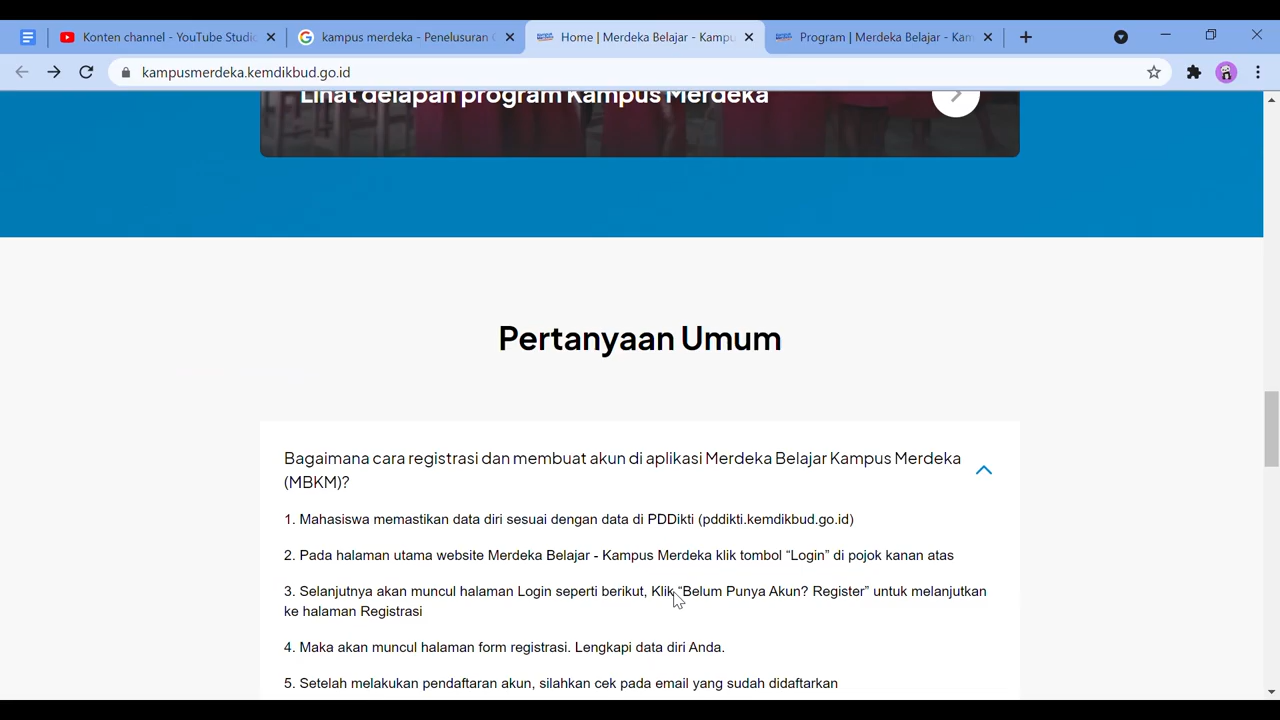 Konten channel - YouTube Studio
kampus merdeka - Penelusuran
Home | Merdeka Belajar - Kampu
Program | Merdeka Belajar - Kam
kampusmerdeka.kemdikbud.go.id
Lihat delapan program Kampus Merdeka
Pertanyaan Umum
Bagaimana cara registrasi dan membuat akun di aplikasi Merdeka Belajar Kampus Merdeka
(MBKM)?
1. Mahasiswa memastikan data diri sesuai dengan data di PDDikti (pddikti.kemdikbud.go.id)
2. Pada halaman utama website Merdeka Belajar - Kampus Merdeka klik tombol “Login” di pojok kanan atas
3. Selanjutnya akan muncul halaman Login seperti berikut, Klik “Belum Punya Akun? Register” untuk melanjutkan
ke halaman Registrasi
4. Maka akan muncul halaman form registrasi. Lengkapi data diri Anda.
5. Setelah melakukan pendaftaran akun, silahkan cek pada email yang sudah didaftarkan